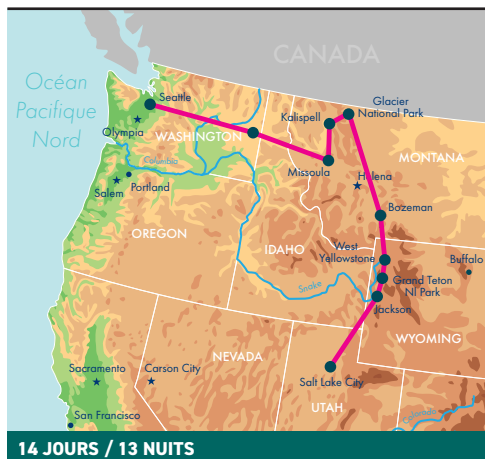 CANADA
Océan
Pacifique
Nord
Seattle
Olympia
WASHINGTON
Columbia
Kalispell
Glacier
National Park
MONTANA
Missoula
Helena
Salem
Portland
OREGON
Bozeman
IDAHO
West
Yellowstone
Buffalo
Snake
Grand Teton
Nl Park
Jackson
WYOMING
NEVADA
Sacramento
Carson City
Salt Lake City
UTAH
San Francisco
Colorado
14 JOURS / 13 NUITS